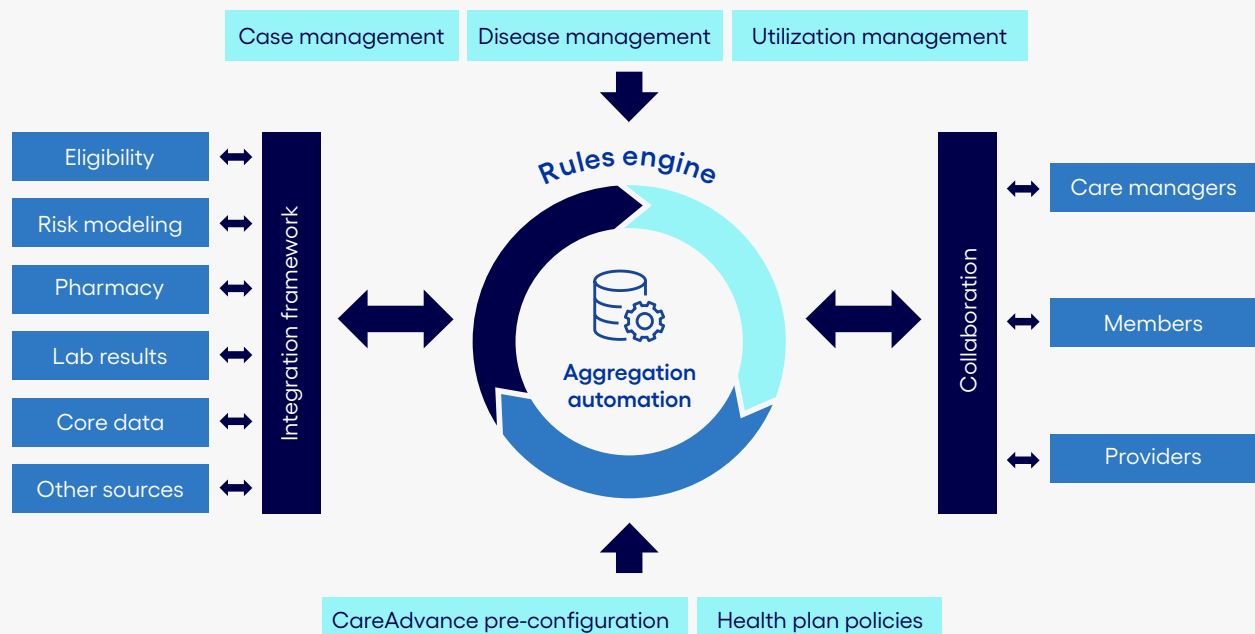 Case management
Disease management
Utilization management
Rules engine
Eligibility
Risk modeling
Pharmacy
Lab results
Core data
Other sources
Integration framework
Aggregation
automation
Collaboration
Care managers
Members
Providers
CareAdvance pre-configuration
Health plan policies